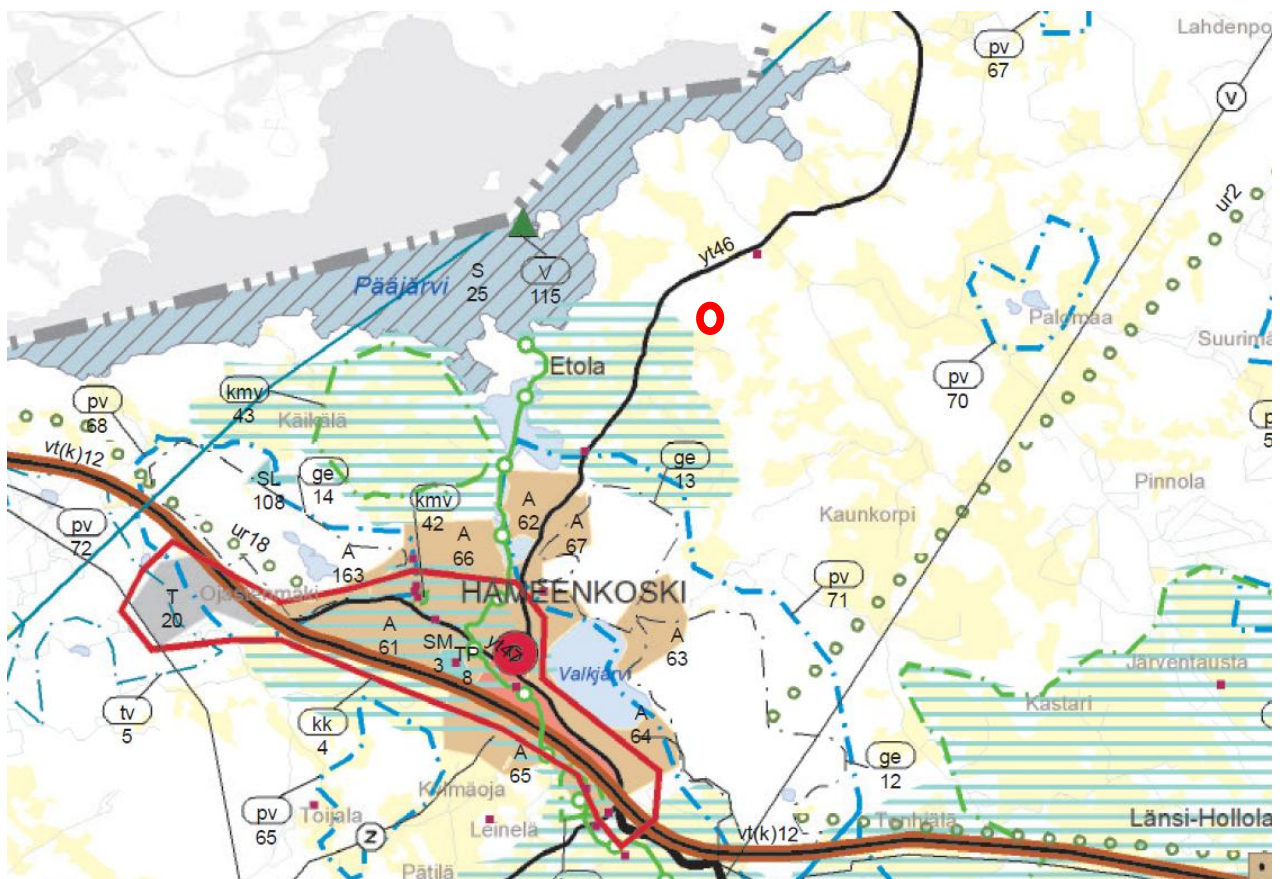 pv
67
Lahdenpo
V
ur2
yt46
S
25
V
115
Pääjärvi
Palomaa
Suurimä
Etola
pv
70
kmv
43
Käikälä
pv
68
vt(k)12
SL
108
ge
14
kmv
42
ge
13
Pinnola
A
62
A
67
Kaunkorpi
pv
72
ur18
A
163
A
66
pv
71
T
20
Ojastenmäki
HÄMEENKOSKI
A
61
SM
3
TP
8
A
63
Valkjärvi
Järventausta
Kastari
tv
5
kk
4
A
64
A
65
ge
12
pv
65
Toijala
Z
Leinelä
Pätilä
vt(k)12
Länsi-Hollola